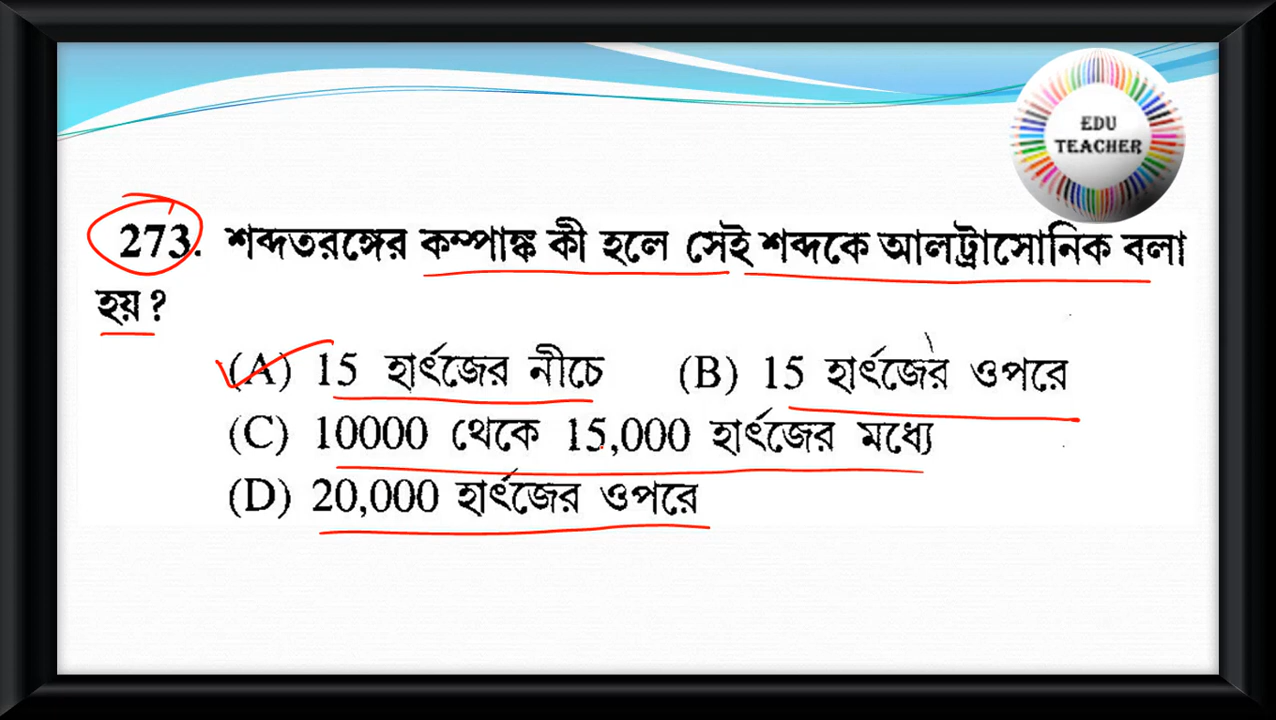 EDU
TEACHER
273. শব্দতরঙ্গের কম্পাঙ্ক কী হলে সেই শব্দকে আলট্রাসোনিক বলা
হয় ?
(A) 15 হার্ৎজের নীচে (B) 15 হার্ৎজের ওপরে
(C) 10000 থেকে 15,000 হার্ৎজের মধ্যে
(D) 20,000 হার্ৎজের ওপরে